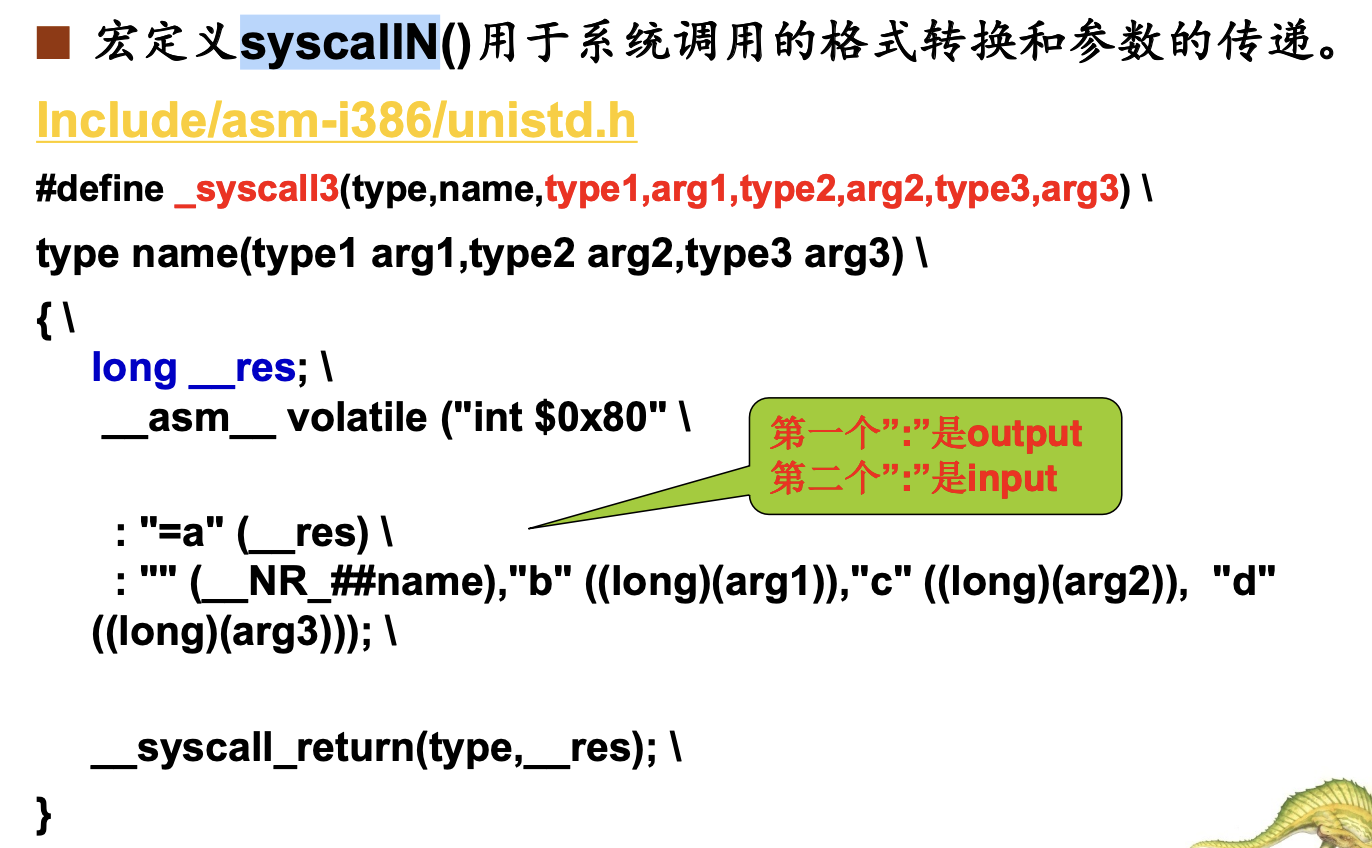 宏定义syscallN()用于系统调用的格式转换和参数的传递。
Include/asm-i386/unistd.h
#define _syscall3(type,name,type1,arg1,type2,arg2,type3,arg3) \
type name(type1 arg1,type2 arg2,type3 arg3) \
{ \
long __res; \
__asm__ volatile ("int $0x80" \
第一个”:”是output
第二个”:”是input
: "=a" (__res) \
: "" (__NR_##name),"b" ((long)(arg1)),"c" ((long)(arg2)), "d"
((long)(arg3))); \
__syscall_return(type,__res); \
}